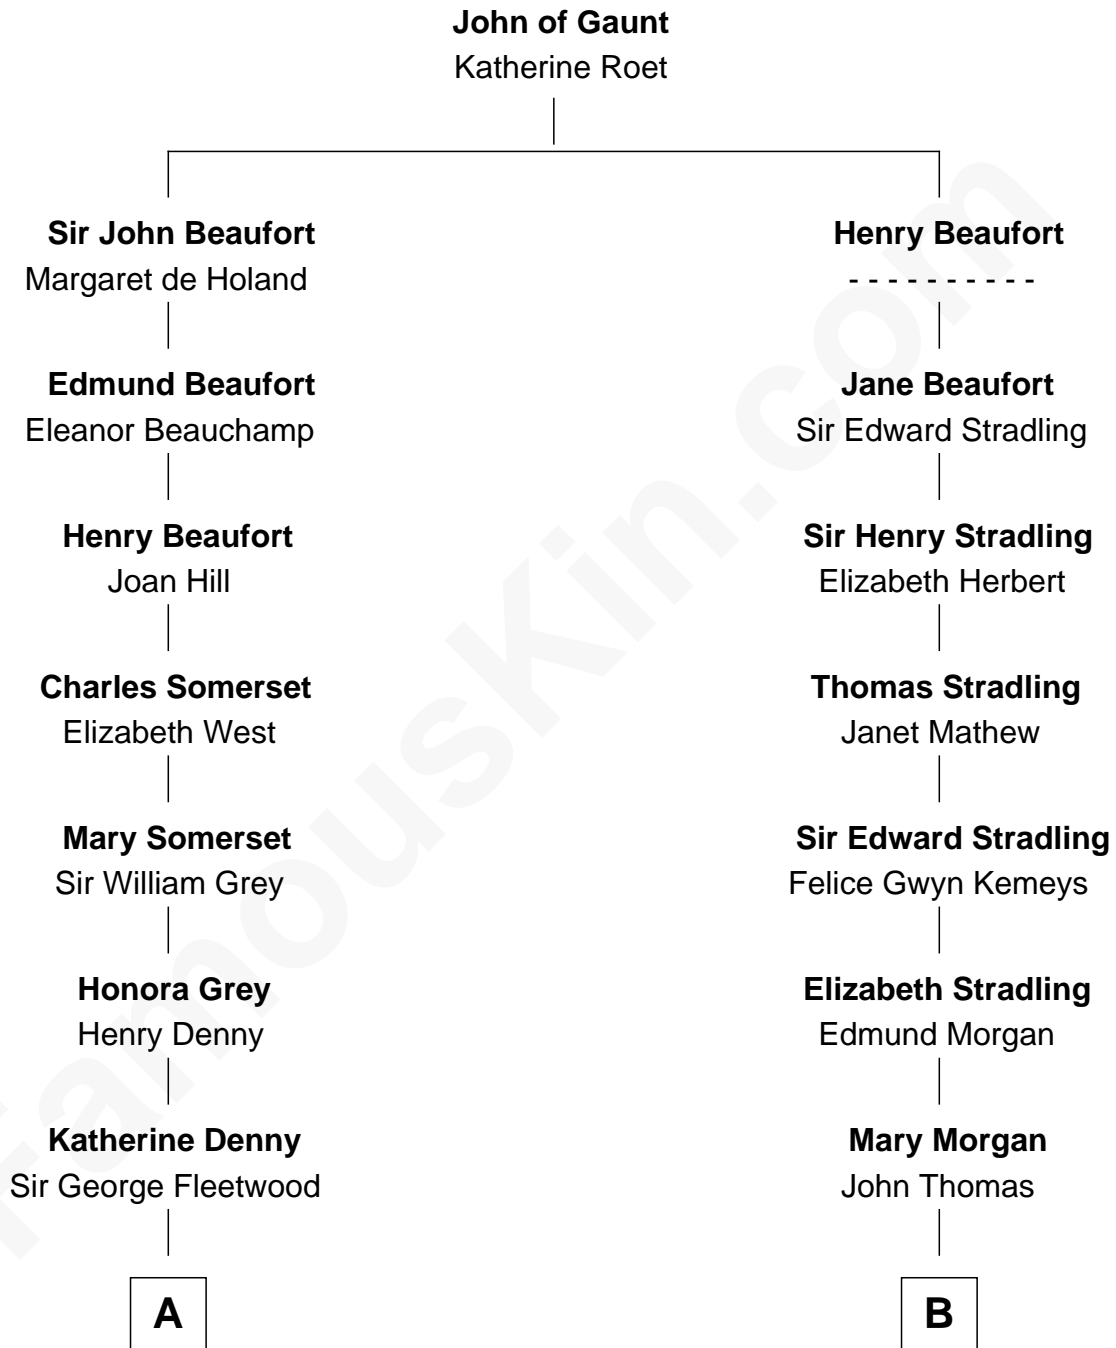 John of Gaunt
Katherine Roet
Sir John Beaufort
Margaret de Holand
Edmund Beaufort
Eleanor Beauchamp
Henry Beaufort
Joan Hill
Charles Somerset
Elizabeth West
Mary Somerset
Sir William Grey
Honora Grey
Henry Denny
Katherine Denny
Sir George Fleetwood
A
Henry Beaufort
- - - - - - - - - -
Jane Beaufort
Sir Edward Stradling
Sir Henry Stradling
Elizabeth Herbert
Thomas Stradling
Janet Mathew
Sir Edward Stradling
Felice Gwyn Kemeys
Elizabeth Stradling
Edmund Morgan
Mary Morgan
John Thomas
B
FamousKin.com